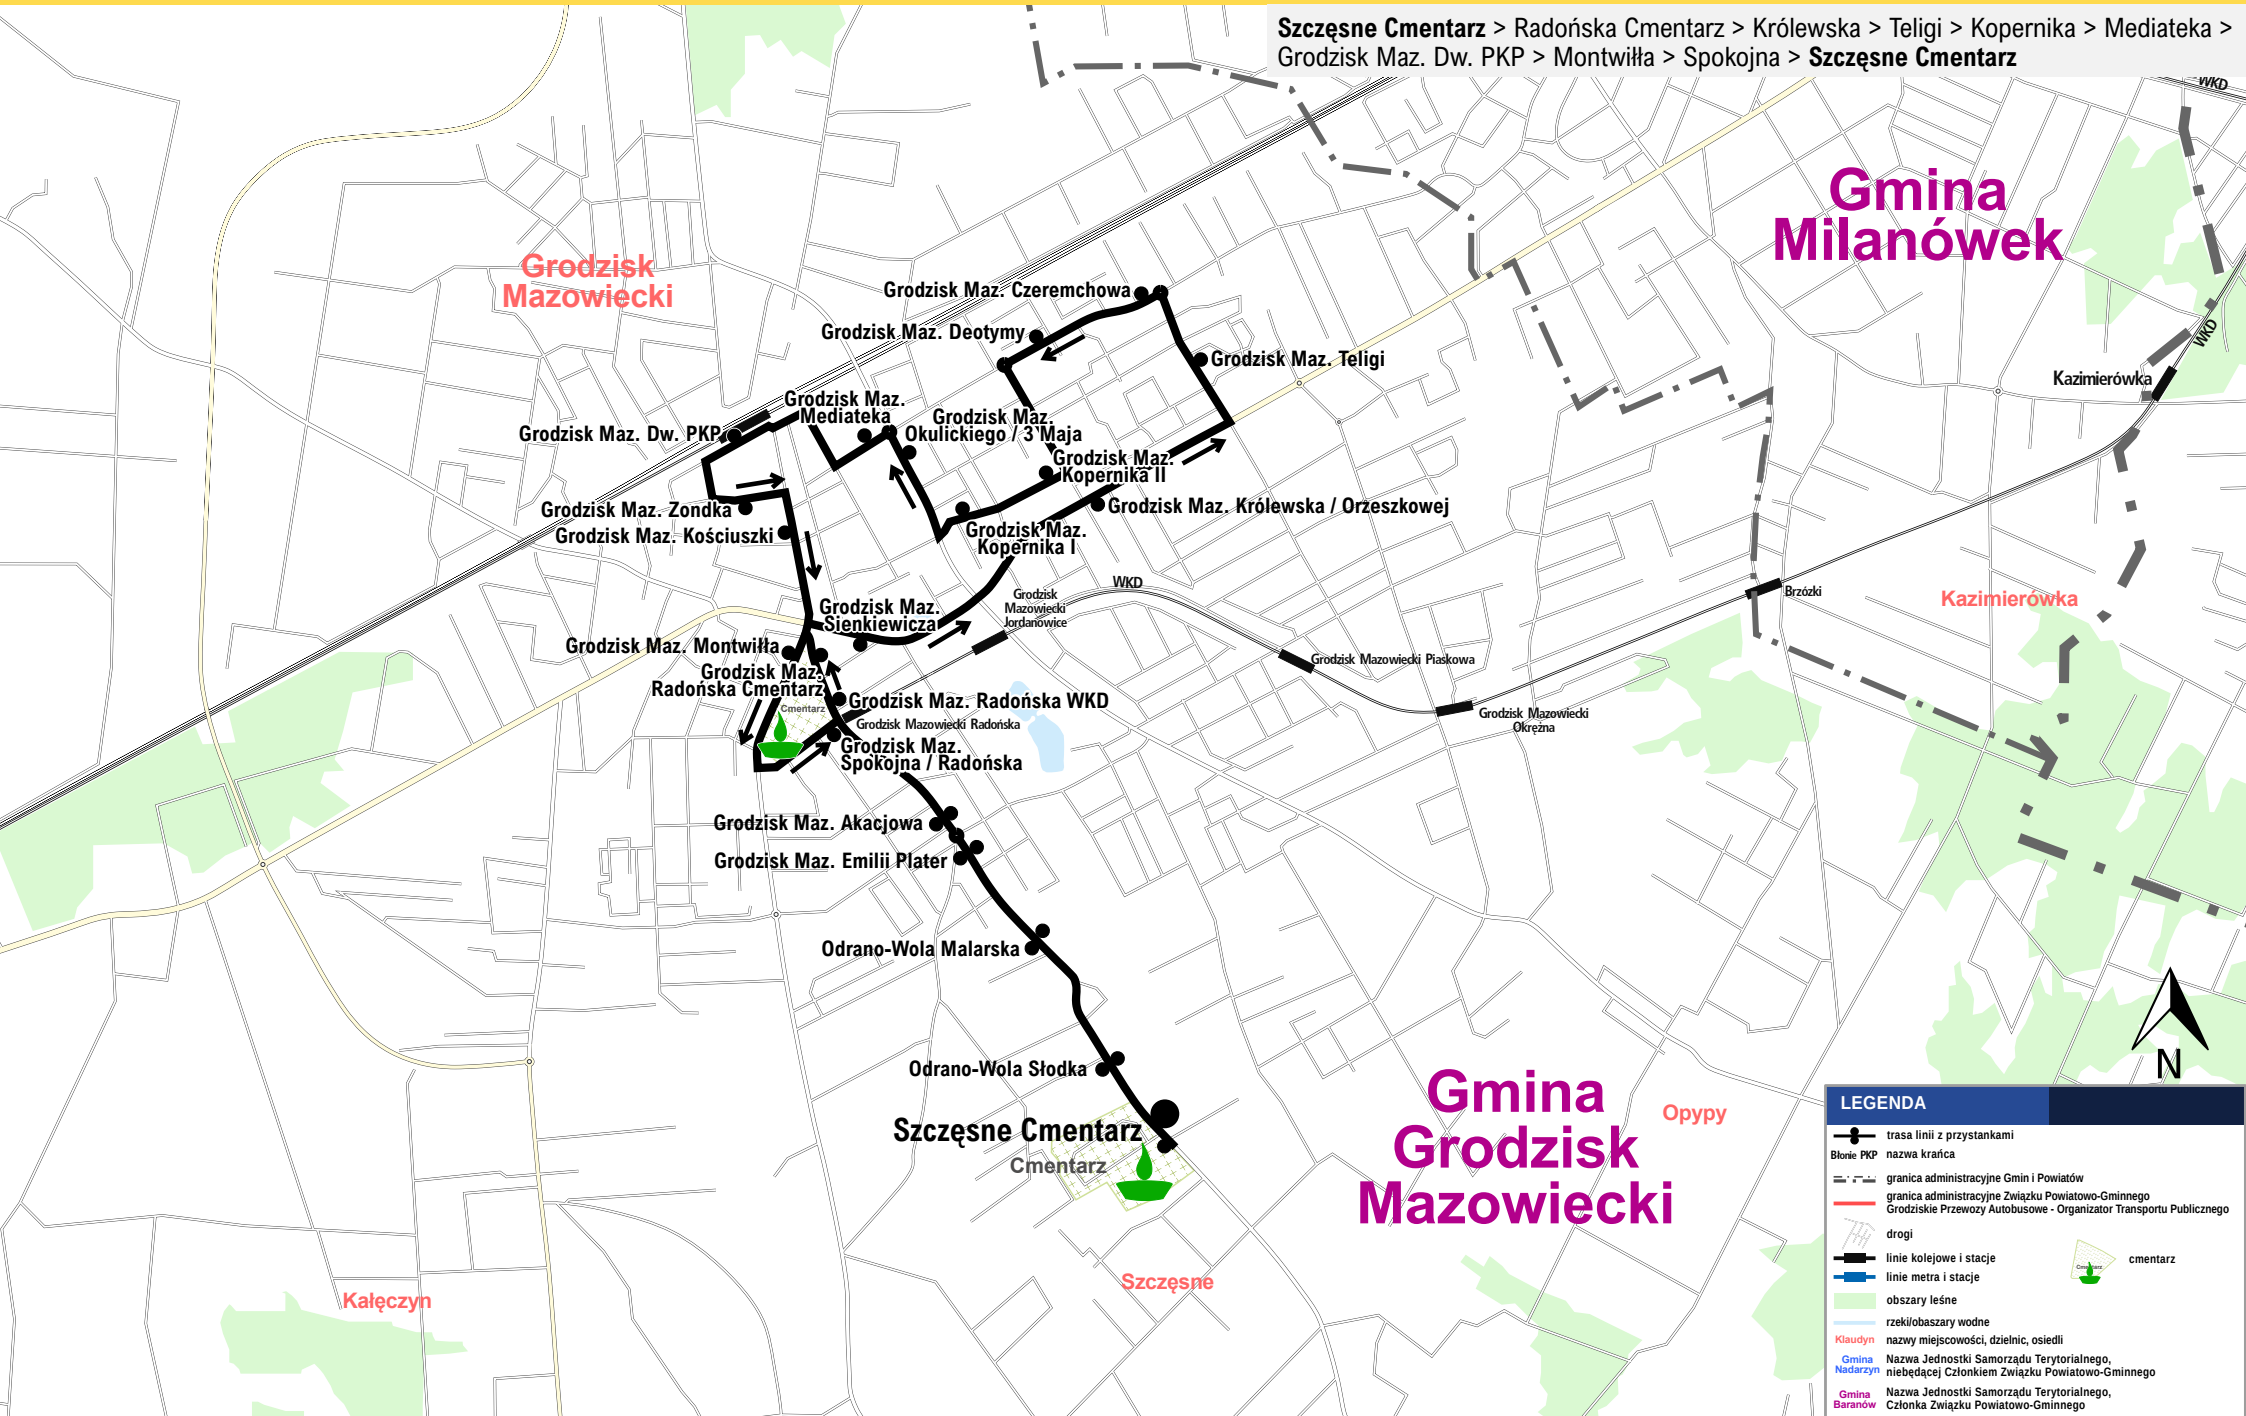 Szczęsne Cmentarz > Radońska Cmentarz > Królewska > Teligi > Kopernika > Mediateka >
Grodzisk Maz. Dw. PKP > Montwiłła > Spokojna > Szczęsne Cmentarz
WKD
Gmina
Milanówek
Grodzisk
Mazowiecki
Grodzisk Maz. Czeremchowa
Grodzisk Maz. Deotymy
Grodzisk Maz. Teligi
WKD
Kazimierówka
Grodzisk Maz.
Mediateka
Grodzisk Maz.
Okulickiego / 3 Maja
Grodzisk Maz. Dw. PKP
Grodzisk Maz.
Kopernika II
Grodzisk Maz. Zondka
Grodzisk Maz. Królewska / Orzeszkowej
Grodzisk Maz. Kościuszki
Grodzisk Maz.
Kopernika I
WKD
Grodzisk
Mazowiecki
Jordanowice
Brzózki
Kazimierówka
Grodzisk Maz.
Sienkiewicza
Grodzisk Maz. Montwiłła
Grodzisk Mazowiecki Piaskowa
Grodzisk Maz.
Radońska Cmentarz
Cmentarz
Grodzisk Maz. Radońska WKD
Grodzisk Mazowiecki Radońska
Grodzisk Mazowiecki
Okrężna
Grodzisk Maz.
Spokojna / Radońska
Grodzisk Maz. Akacjowa
Grodzisk Maz. Emilii Plater
Odrano-Wola Malarska
Odrano-Wola Słodka
Szczęsne Cmentarz
Cmentarz
Gmina
Grodzisk
Mazowiecki
Opypy
Szczęsne
Kałęczyn
N
LEGENDA
trasa linii z przystankami
Błonie PKP nazwa krańca
granica administracyjne Gmin i Powiatów
granica administracyjne Związku Powiatowo-Gminnego
Grodziskie Przewozy Autobusowe - Organizator Transportu Publicznego
drogi
linie kolejowe i stacje
Cmentarz
cmentarz
linie metra i stacje
obszary leśne
rzeki/obaszary wodne
Klaudyn nazwy miejscowości, dzielnic, osiedli
Gmina
Nadarzyn
Nazwa Jednostki Samorządu Terytorialnego,
niebędącej Członkiem Związku Powiatowo-Gminnego
Gmina
Baranów
Nazwa Jednostki Samorządu Terytorialnego,
Członka Związku Powiatowo-Gminnego